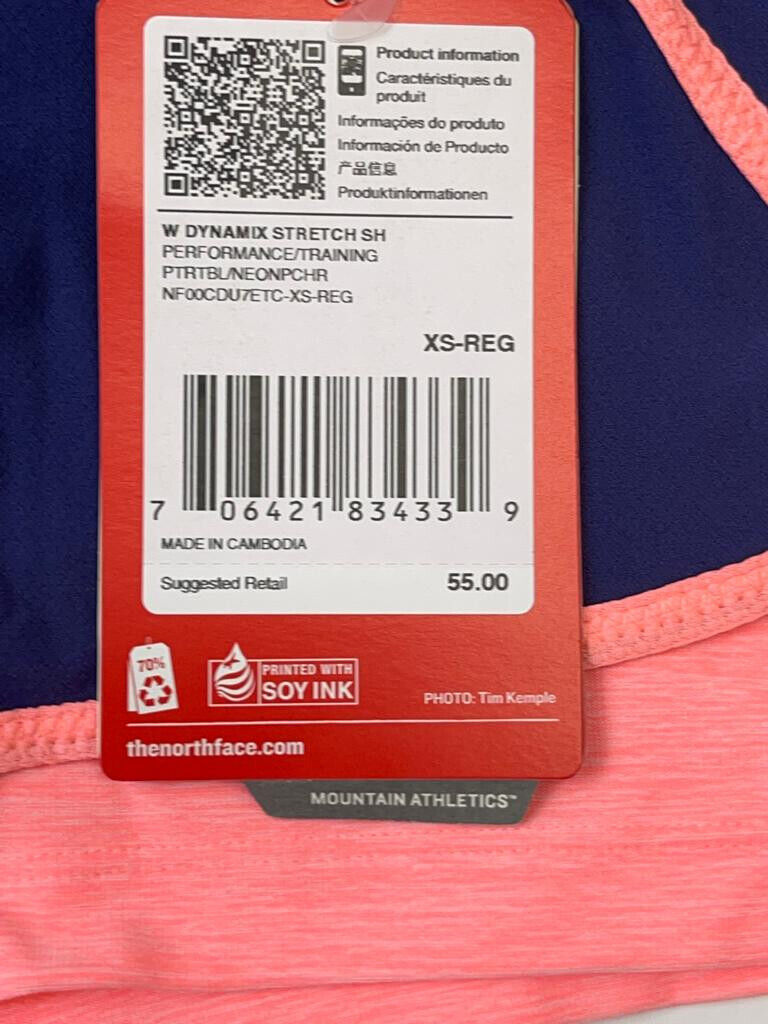 Product information
Caractéristiques du
produit
Informações do produto
Información de Producto
产品信息
Produktinformationen
W DYNAMIX STRETCH SH
PERFORMANCE/TRAINING
PTRTBL/NEONPCHR
NF00CDU7ETC-XS-REG
XS-REG
7 06421 83433 9
MADE IN CAMBODIA
Suggested Retail 55.00
70%
PRINTED WITH
SOY INK
PHOTO: Tim Kemple
thenorthface.com
MOUNTAIN ATHLETICS™